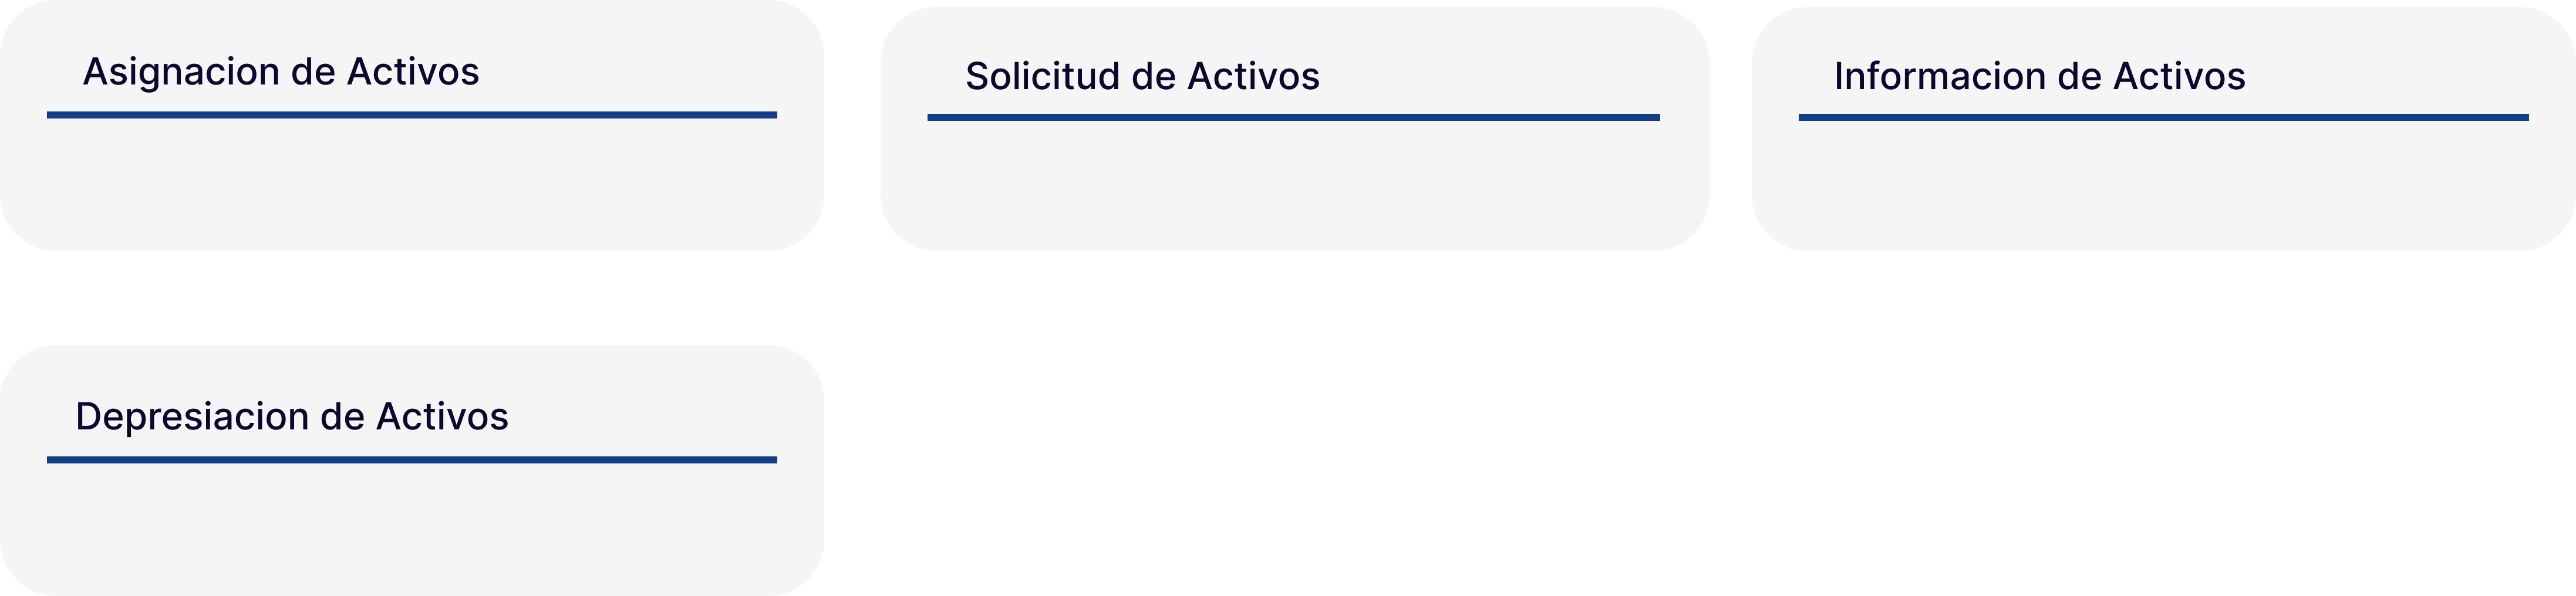 Asignacion de Activos
Solicitud de Activos
Informacion de Activos
Depresiacion de Activos